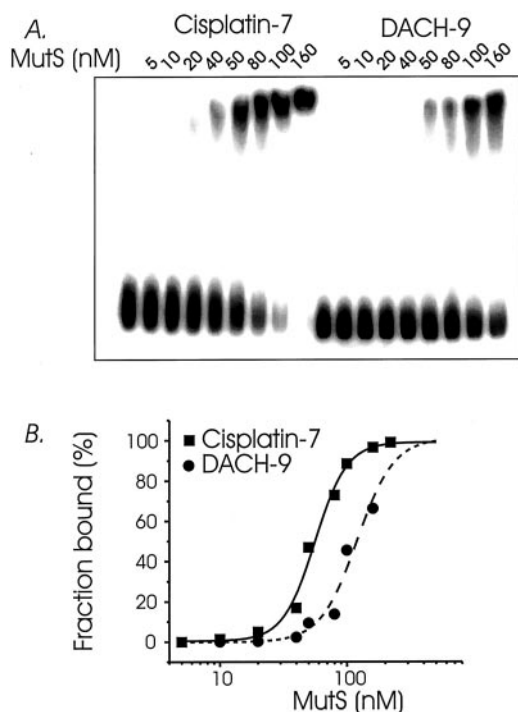 A. Cisplatin-7 DACH-9
MutS (nM) 5 10 20 40 50 80 100 160 5 10 20 40 50 80 100 160
B.
Cisplatin-7
DACH-9
Fraction bound (%)
100
80
60
40
20
0
10 100
MutS (nM)